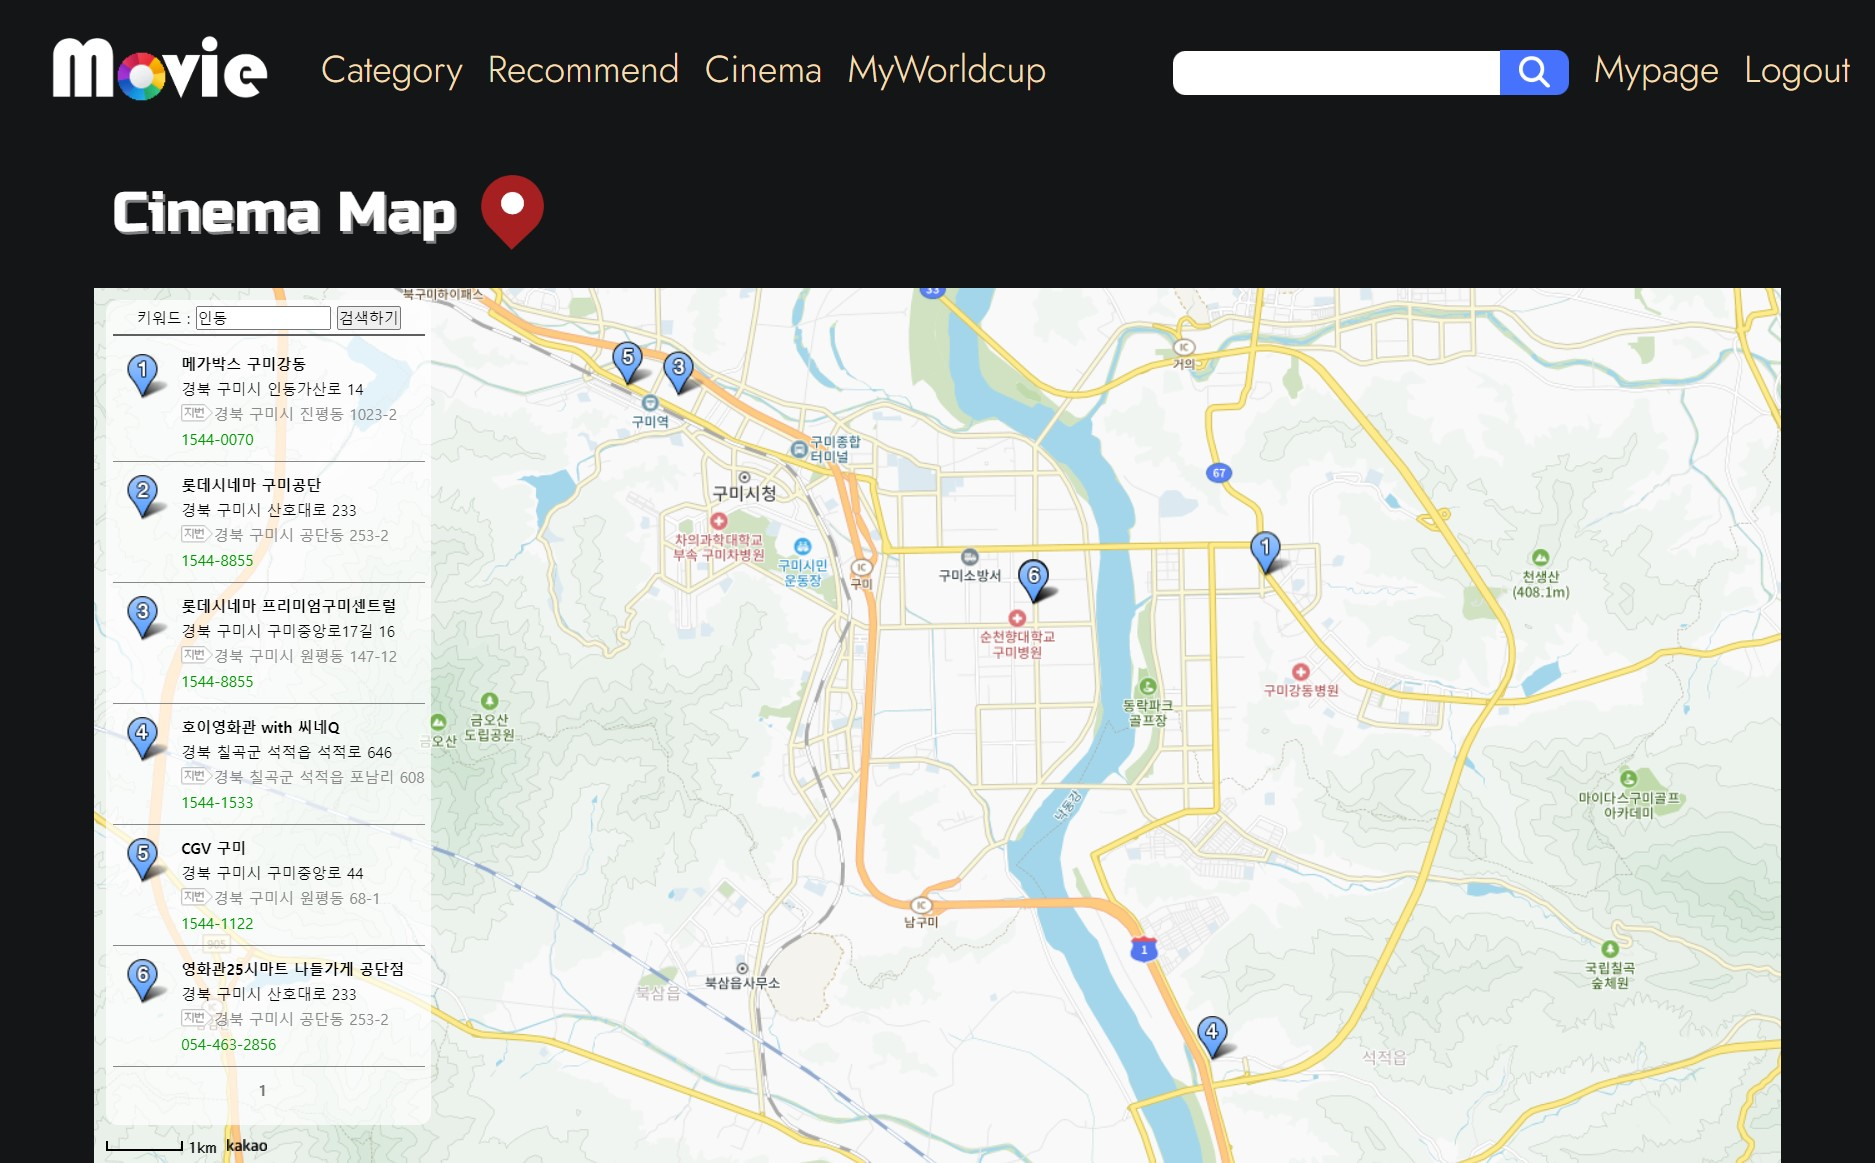 Movie
Category Recommend Cinema MyWorldcup
Mypage Logout
Cinema Map
키워드 : 인동 검색하기
1
메가박스 구미강동
경북 구미시 인동가산로 14
지번 경북 구미시 진평동 1023-2
1544-0070
2
롯데시네마 구미공단
경북 구미시 산호대로 233
지번 경북 구미시 공단동 253-2
1544-8855
3
롯데시네마 프리미엄구미센트럴
경북 구미시 구미중앙로17길 16
지번 경북 구미시 원평동 147-12
1544-8855
4
호이영화관 with 씨네Q
경북 칠곡군 석적읍 석적로 646
지번 경북 칠곡군 석적읍 포남리 608
1544-1533
5
CGV 구미
경북 구미시 구미중앙로 44
지번 경북 구미시 원평동 68-1
1544-1122
6
영화관25시마트 나들가게 공단점
경북 구미시 산호대로 233
지번 경북 구미시 공단동 253-2
054-463-2856
1
905
1km kakao
북구미하이패스
33
5
3
구미역
구미종합
터미널
구미시청
차의과학대학교
부속 구미차병원
구미시민
운동장
IC
구미
구미소방서
6
순천향대학교
구미병원
IC
거의
67
1
천생산
(408.1m)
구미강동병원
동락파크
골프장
금오산
금오산
도립공원
낙동강
마이다스구미골프
아카데미
IC
남구미
1
북삼읍
북삼읍사무소
국립칠곡
숲체원
4
석적읍